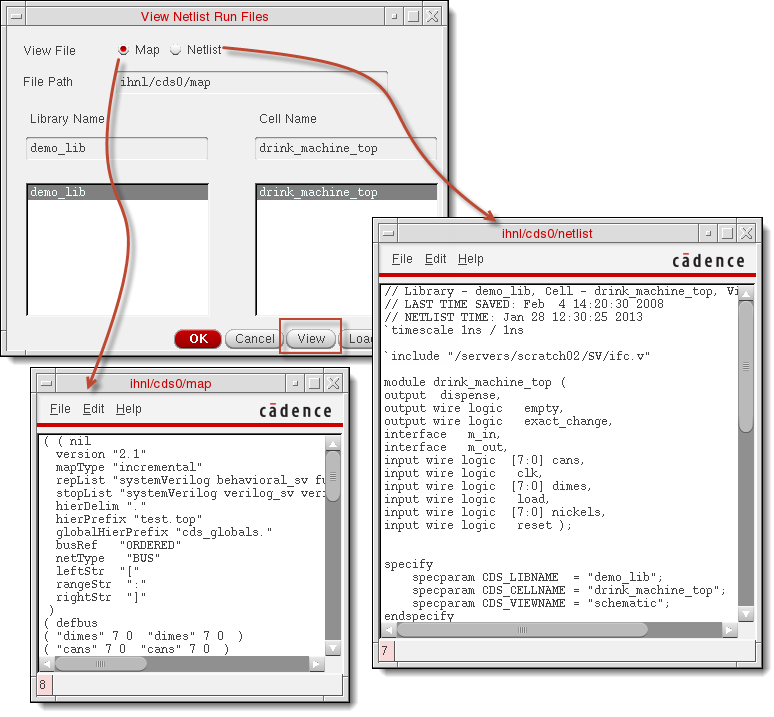 View Netlist Run Files
View File Map Netlist
File Path ihnl/cds0/map
Library Name Cell Name
demo_lib drink_machine_top
demo_lib drink_machine_top
OK Cancel View
ihnl/cds0/map
File Edit Help cādence
( ( nil
version "2.1"
mapType "incremental"
repList "systemVerilog behavioral_sv
stopList "systemVerilog verilog_sv
hierDelim "."
hierPrefix "test.top"
globalHierPrefix "cds_globals."
busRef "ORDERED"
netType "BUS"
leftStr "["
rangeStr ":"
rightStr "]"
)
( defbus
( "dimes" 7 0 "dimes" 7 0 )
( "cans" 7 0 "cans" 7 0 )
8
ihnl/cds0/netlist
File Edit Help cādence
// Library - demo_lib, Cell - drink_machine_top,
// LAST TIME SAVED: Feb 4 14:20:30 2008
// NETLIST TIME: Jan 28 12:30:25 2013
`timescale 1ns / 1ns
`include "/servers/scratch02/SV/ifc.v"
module drink_machine_top (
output dispense,
output wire logic empty,
output wire logic exact_change,
interface m_in,
interface m_out,
input wire logic [7:0] cans,
input wire logic clk,
input wire logic [7:0] dimes,
input wire logic load,
input wire logic [7:0] nickels,
input wire logic reset );
specify
specparam CDS_LIBNAME = "demo_lib";
specparam CDS_CELLNAME = "drink_machine_top";
specparam CDS_VIEWNAME = "schematic";
endspecify
7